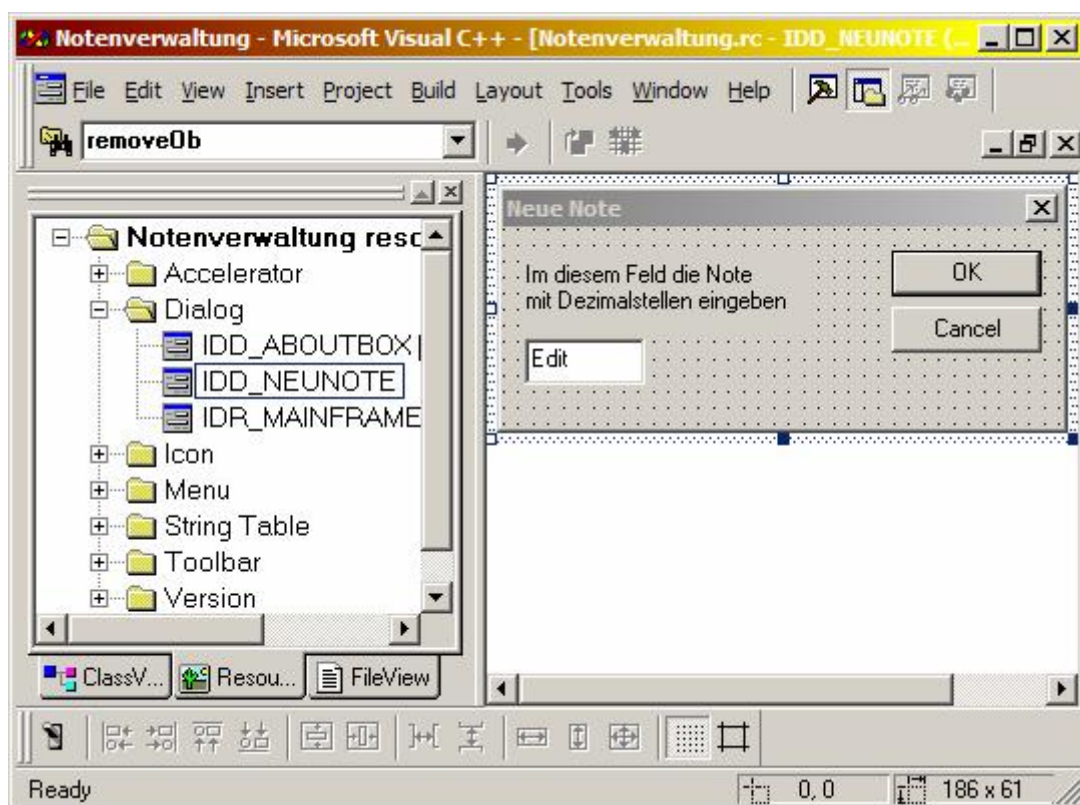 Notenverwaltung - Microsoft Visual C++ - [Notenverwaltung.rc - IDD_NEUNOTE (...
File Edit View Insert Project Build Layout Tools Window Help
removeOb
Notenverwaltung resc
Accelerator
Dialog
IDD_ABOUTBOX [
IDD_NEUNOTE
IDR_MAINFRAME
Icon
Menu
String Table
Toolbar
Version
ClassV... Resou... FileView
Neue Note
Im diesem Feld die Note
mit Dezimalstellen eingeben
Edit
OK
Cancel
Ready 0, 0 186 x 61